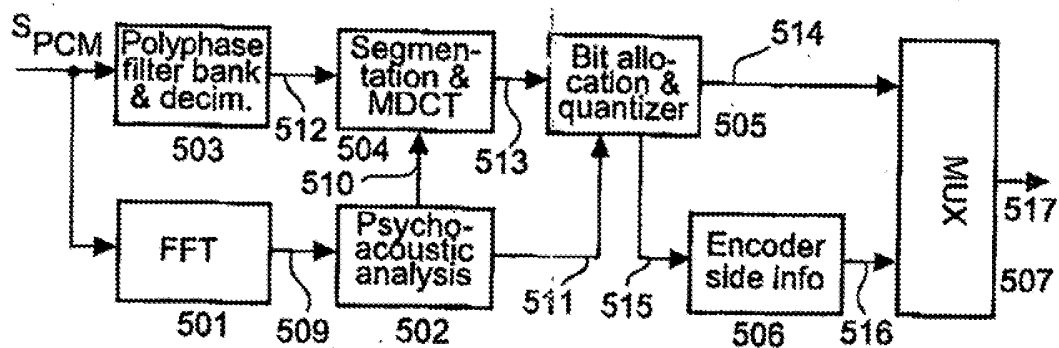 SPCM
Polyphase
filter bank
& decim.
503
512
Segmen-
tation &
MDCT
504
510
513
Bit allo-
cation &
quantizer
505
514
MUX
507
517
FFT
501
509
Psycho-
acoustic
analysis
502
511
515
Encoder
side info
506
516